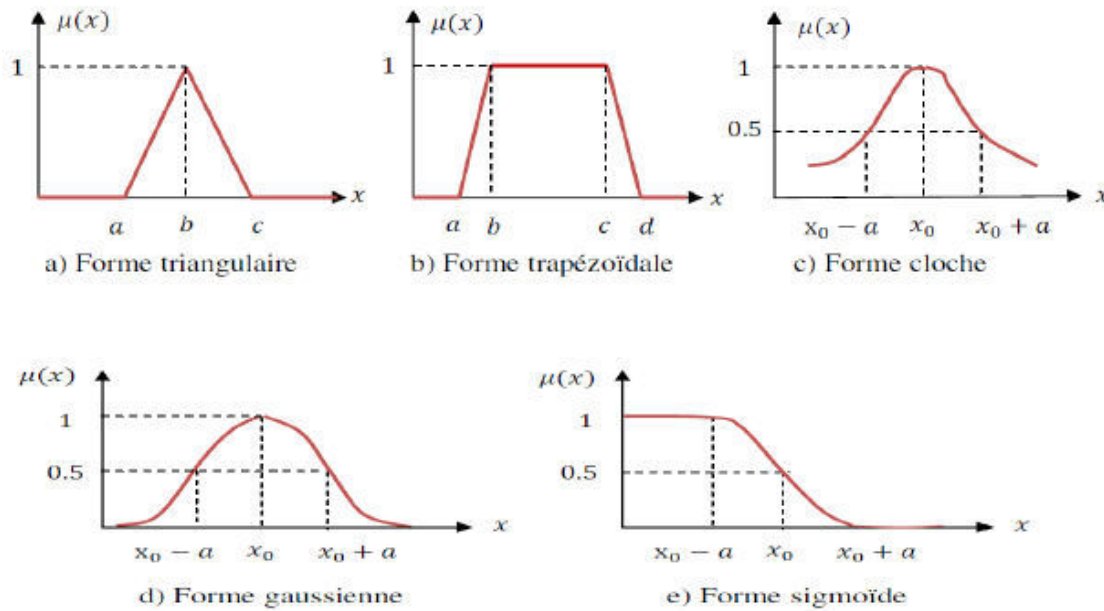 μ(x)
1
x
a b c
a) Forme triangulaire
μ(x)
1
x
a b c d
b) Forme trapézoïdale
μ(x)
1
0.5
x
x₀ − a x₀ x₀ + a
c) Forme cloche
μ(x)
1
0.5
x
x₀ − a x₀ x₀ + a
d) Forme gaussienne
μ(x)
1
0.5
x
x₀ − a x₀ x₀ + a
e) Forme sigmoïde